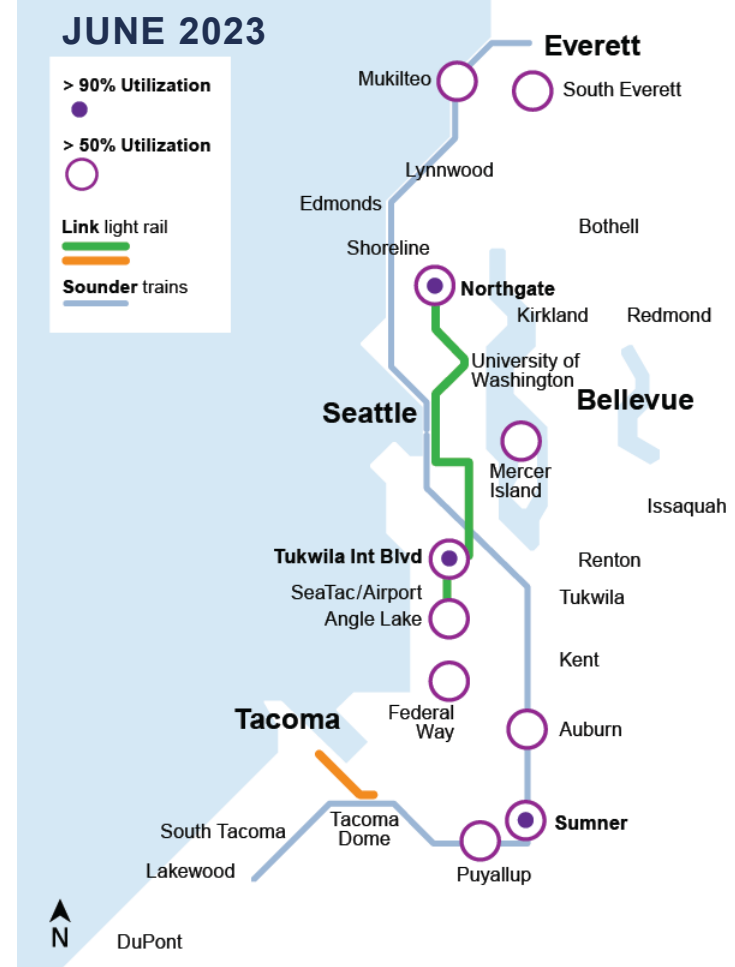 JUNE 2023
> 90% Utilization
> 50% Utilization
Link light rail
Sounder trains
Everett
Mukilteo
South Everett
Lynnwood
Edmonds
Bothell
Shoreline
Northgate
Kirkland
Redmond
University of
Washington
Bellevue
Seattle
Mercer
Island
Issaquah
Tukwila Int Blvd
Renton
SeaTac/Airport
Tukwila
Angle Lake
Kent
Federal
Way
Tacoma
Auburn
South Tacoma
Tacoma
Dome
Sumner
Lakewood
Puyallup
N
DuPont